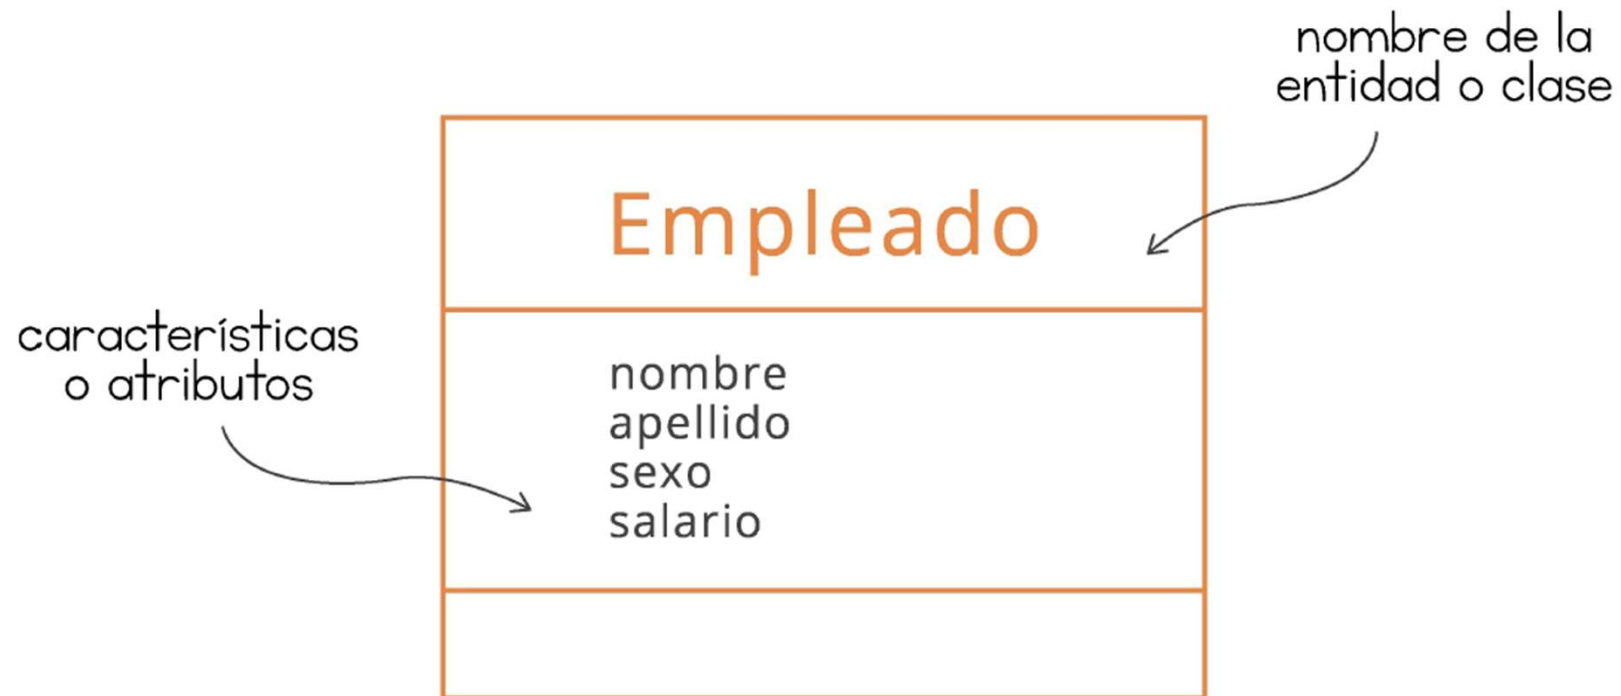 nombre de la
entidad o clase
Empleado
características
o atributos
nombre
apellido
sexo
salario